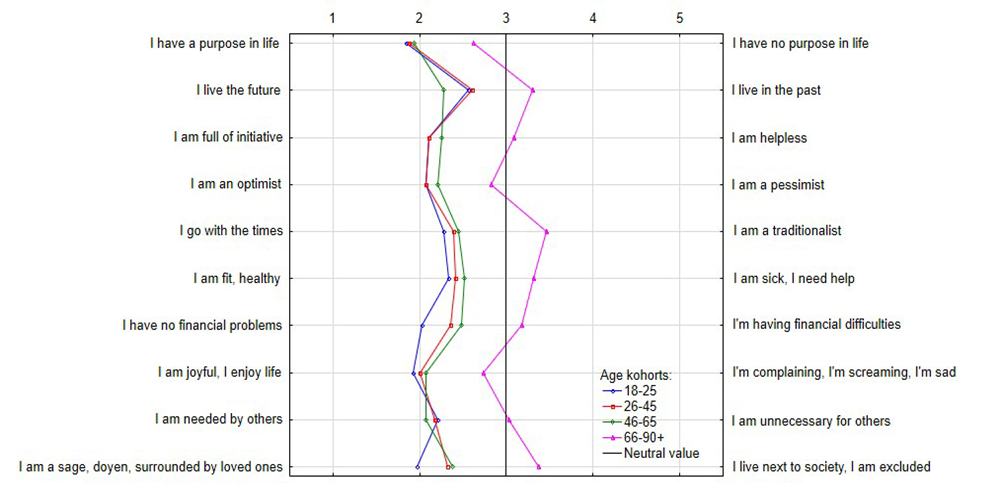 1 2 3 4 5
I have a purpose in life I have no purpose in life
I live the future I live in the past
I am full of initiative I am helpless
I am an optimist I am a pessimist
I go with the times I am a traditionalist
I am fit, healthy I am sick, I need help
I have no financial problems I'm having financial difficulties
I am joyful, I enjoy life I'm complaining, I'm screaming, I'm sad
Age kohorts:
18-25
26-45
I am needed by others 46-65 I am unnecessary for others
66-90+
Neutral value
I am a sage, doyen, surrounded by loved ones I live next to society, I am excluded